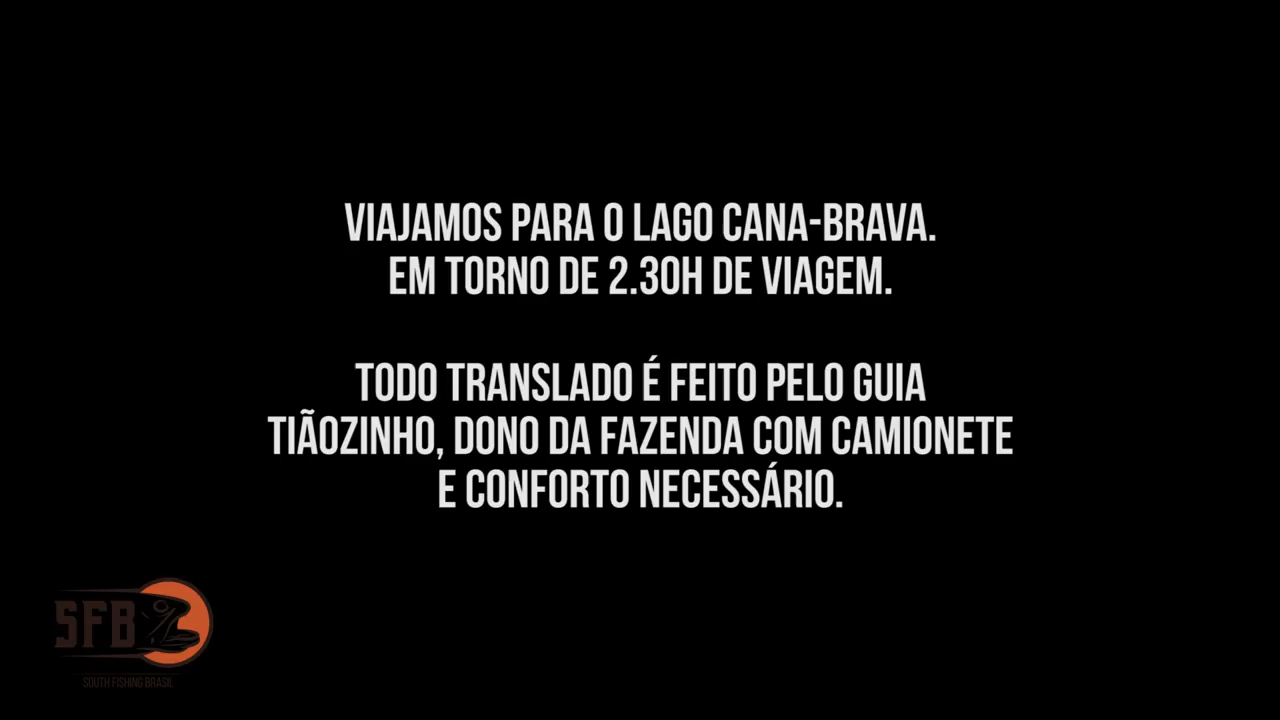 VIAJAMOS PARA O LAGO CANA-BRAVA.
EM TORNO DE 2.30H DE VIAGEM.
TODO TRANSLADO É FEITO PELO GUIA
TIÃOZINHO, DONO DA FAZENDA COM CAMIONETE
E CONFORTO NECESSÁRIO.
SFB
SOUTH FISHING BRASIL